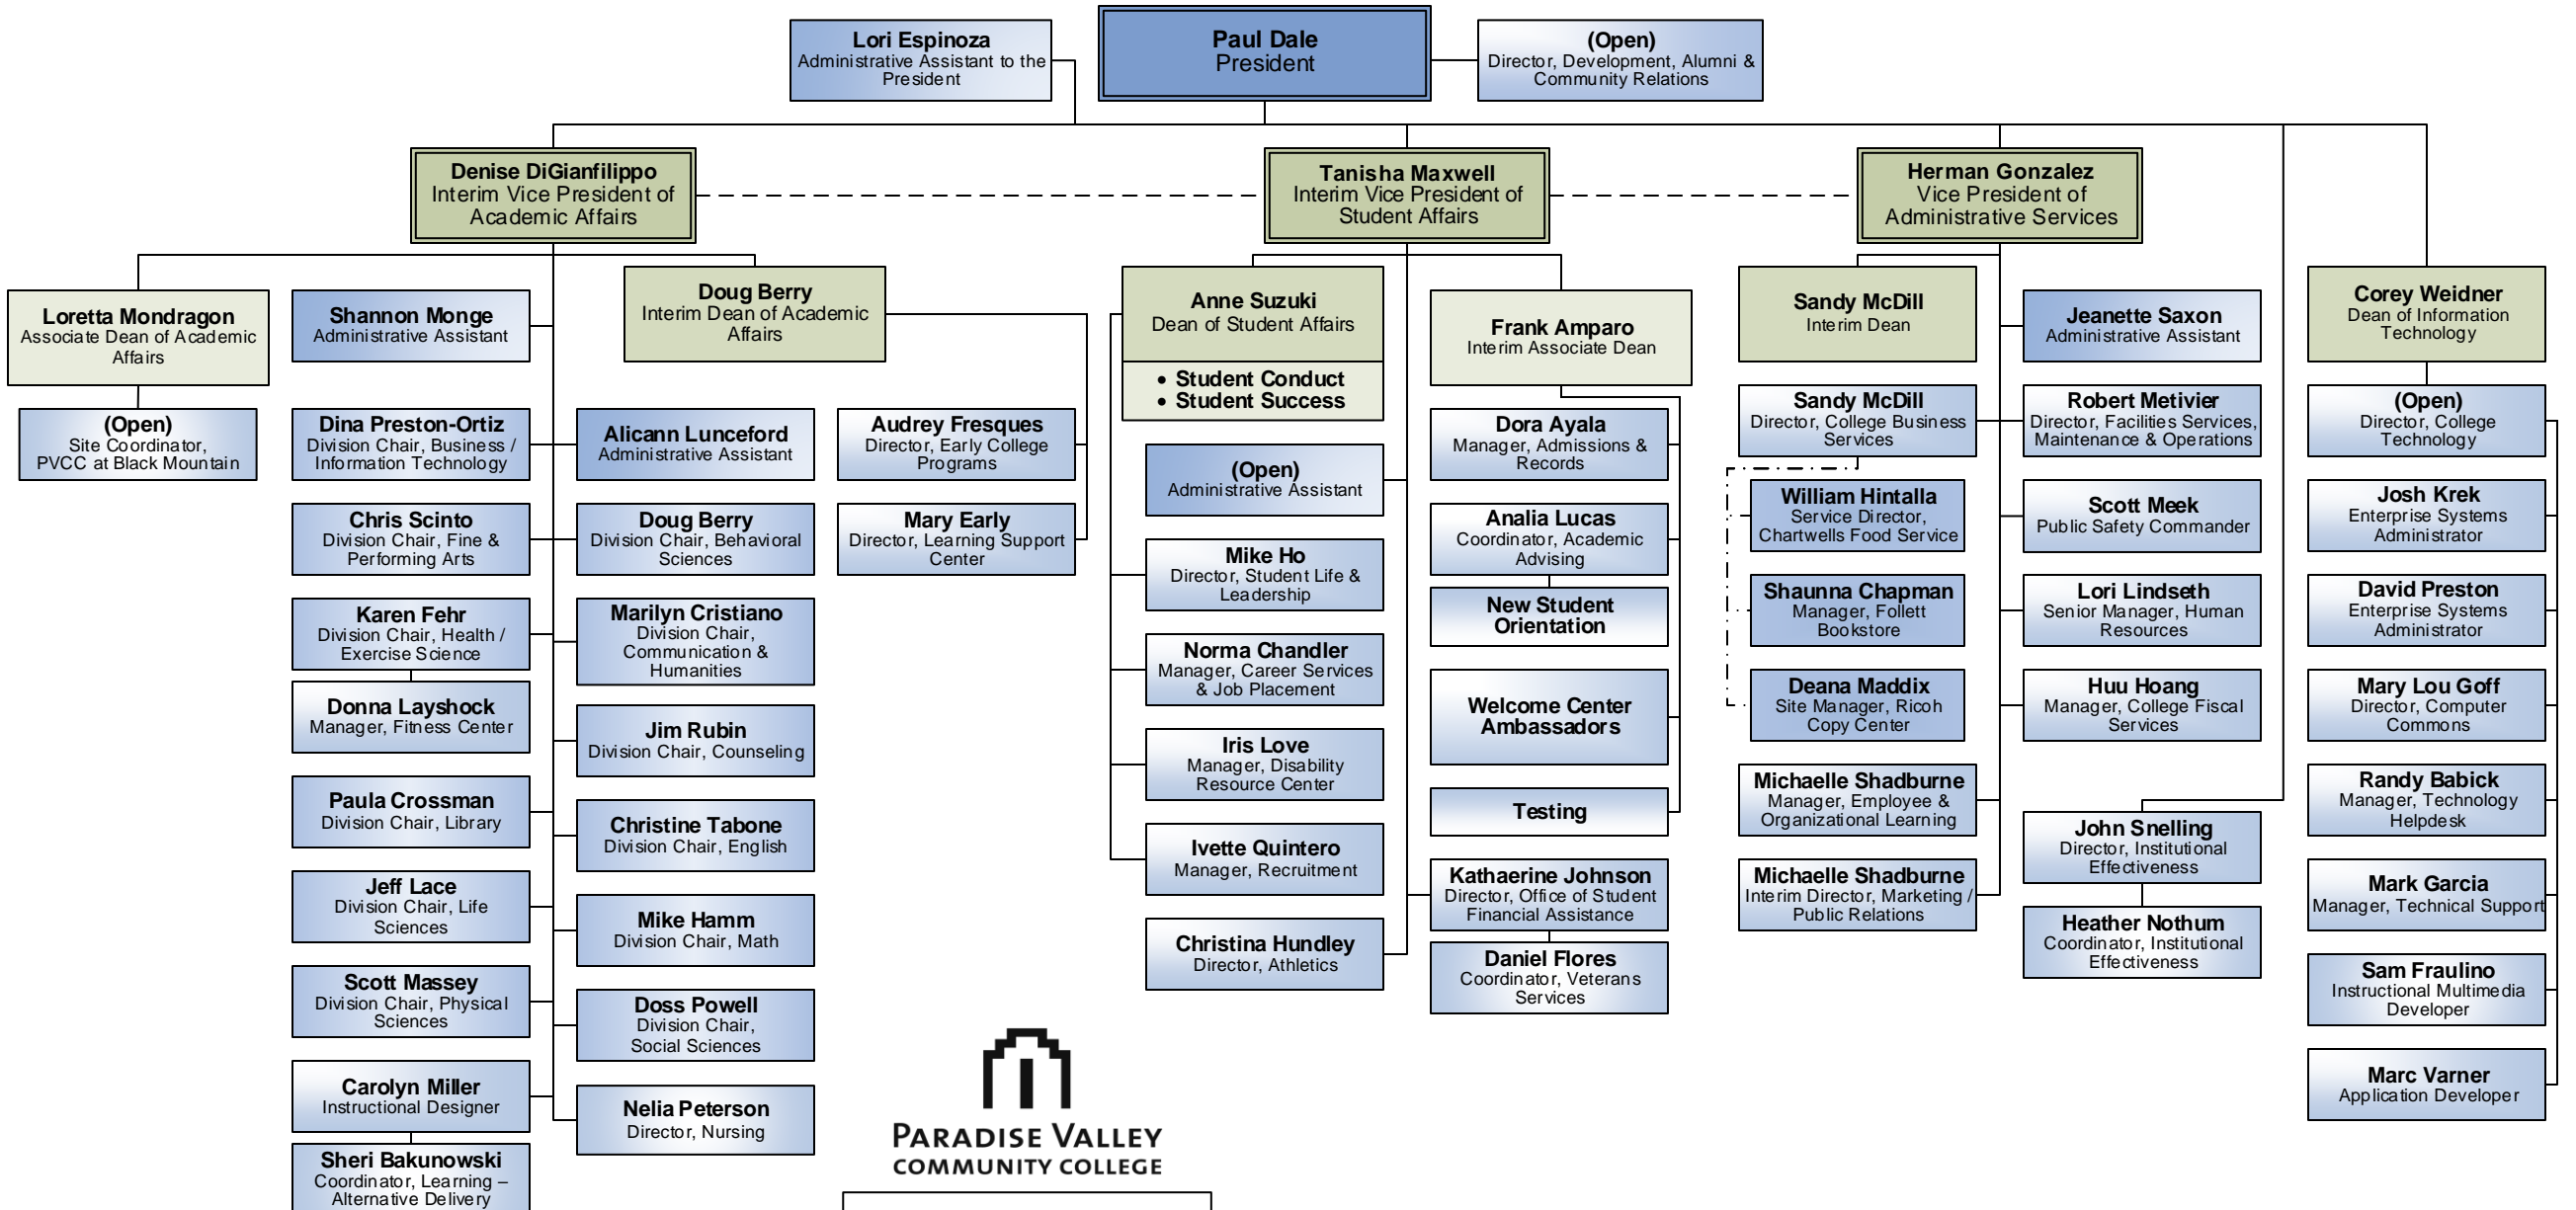 Lori Espinoza
Administrative Assistant to the
President
Paul Dale
President
(Open)
Director, Development, Alumni &
Community Relations
Denise DiGianfilippo
Interim Vice President of
Academic Affairs
Tanisha Maxwell
Interim Vice President of
Student Affairs
Herman Gonzalez
Vice President of
Administrative Services
Loretta Mondragon
Associate Dean of Academic
Affairs
(Open)
Site Coordinator,
PVCC at Black Mountain
Shannon Monge
Administrative Assistant
Doug Berry
Interim Dean of Academic
Affairs
Dina Preston-Ortiz
Division Chair, Business /
Information Technology
Alicann Lunceford
Administrative Assistant
Chris Scinto
Division Chair, Fine &
Performing Arts
Doug Berry
Division Chair, Behavioral
Sciences
Karen Fehr
Division Chair, Health /
Exercise Science
Marilyn Cristiano
Division Chair,
Communication &
Humanities
Donna Layshock
Manager, Fitness Center
Jim Rubin
Division Chair, Counseling
Paula Crossman
Division Chair, Library
Christine Tabone
Division Chair, English
Jeff Lace
Division Chair, Life
Sciences
Mike Hamm
Division Chair, Math
Scott Massey
Division Chair, Physical
Sciences
Doss Powell
Division Chair,
Social Sciences
Carolyn Miller
Instructional Designer
Nelia Peterson
Director, Nursing
Sheri Bakunowski
Coordinator, Learning –
Alternative Delivery
Audrey Fresques
Director, Early College
Programs
Mary Early
Director, Learning Support
Center
Anne Suzuki
Dean of Student Affairs
• Student Conduct
• Student Success
(Open)
Administrative Assistant
Mike Ho
Director, Student Life &
Leadership
Norma Chandler
Manager, Career Services
& Job Placement
Iris Love
Manager, Disability
Resource Center
Ivette Quintero
Manager, Recruitment
Christina Hundley
Director, Athletics
Frank Amparo
Interim Associate Dean
Dora Ayala
Manager, Admissions &
Records
Analia Lucas
Coordinator, Academic
Advising
New Student
Orientation
Welcome Center
Ambassadors
Testing
Kathaerine Johnson
Director, Office of Student
Financial Assistance
Daniel Flores
Coordinator, Veterans
Services
Sandy McDill
Interim Dean
Jeanette Saxon
Administrative Assistant
Sandy McDill
Director, College Business
Services
Robert Metivier
Director, Facilities Services,
Maintenance & Operations
William Hintalla
Service Director,
Chartwells Food Service
Scott Meek
Public Safety Commander
Shaunna Chapman
Manager, Follett
Bookstore
Lori Lindseth
Senior Manager, Human
Resources
Deana Maddix
Site Manager, Ricoh
Copy Center
Huu Hoang
Manager, College Fiscal
Services
Michaelle Shadburne
Manager, Employee &
Organizational Learning
Michaelle Shadburne
Interim Director, Marketing /
Public Relations
John Snelling
Director, Institutional
Effectiveness
Heather Nothum
Coordinator, Institutional
Effectiveness
Corey Weidner
Dean of Information
Technology
(Open)
Director, College
Technology
Josh Krek
Enterprise Systems
Administrator
David Preston
Enterprise Systems
Administrator
Mary Lou Goff
Director, Computer
Commons
Randy Babick
Manager, Technology
Helpdesk
Mark Garcia
Manager, Technical Support
Sam Fraulino
Instructional Multimedia
Developer
Marc Varner
Application Developer
PARADISE VALLEY
COMMUNITY COLLEGE